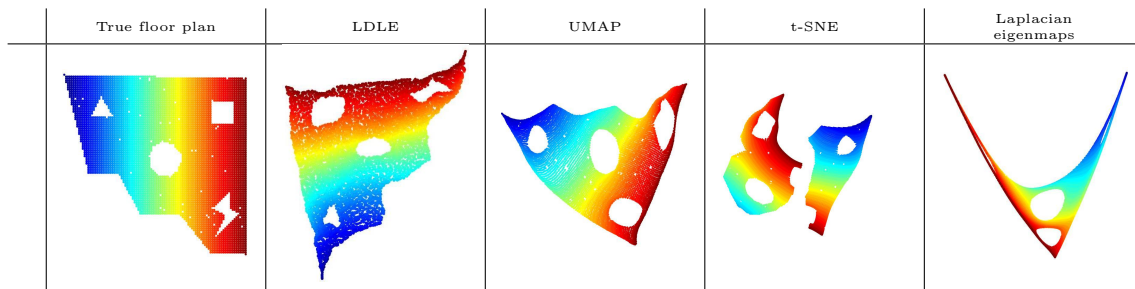 True floor plan
LDLE
UMAP
t-SNE
Laplacian
eigenmaps